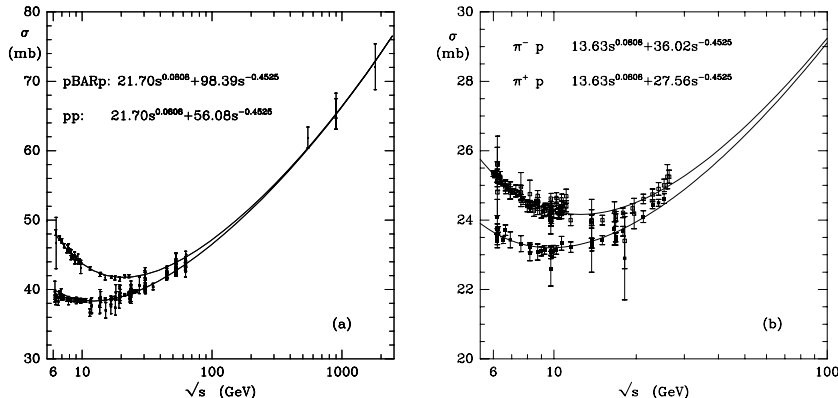 80
σ
(mb)
70
pBARp: 21.70s^0.0808+98.39s^-0.4525
60
pp: 21.70s^0.0808+56.08s^-0.4525
50
40
(a)
30
6 10 100 1000
√s (GeV)
30
σ
(mb)
π⁻ p 13.63s^0.0808+36.02s^-0.4525
28
π⁺ p 13.63s^0.0808+27.56s^-0.4525
26
24
22
(b)
20
6 10 100
√s (GeV)